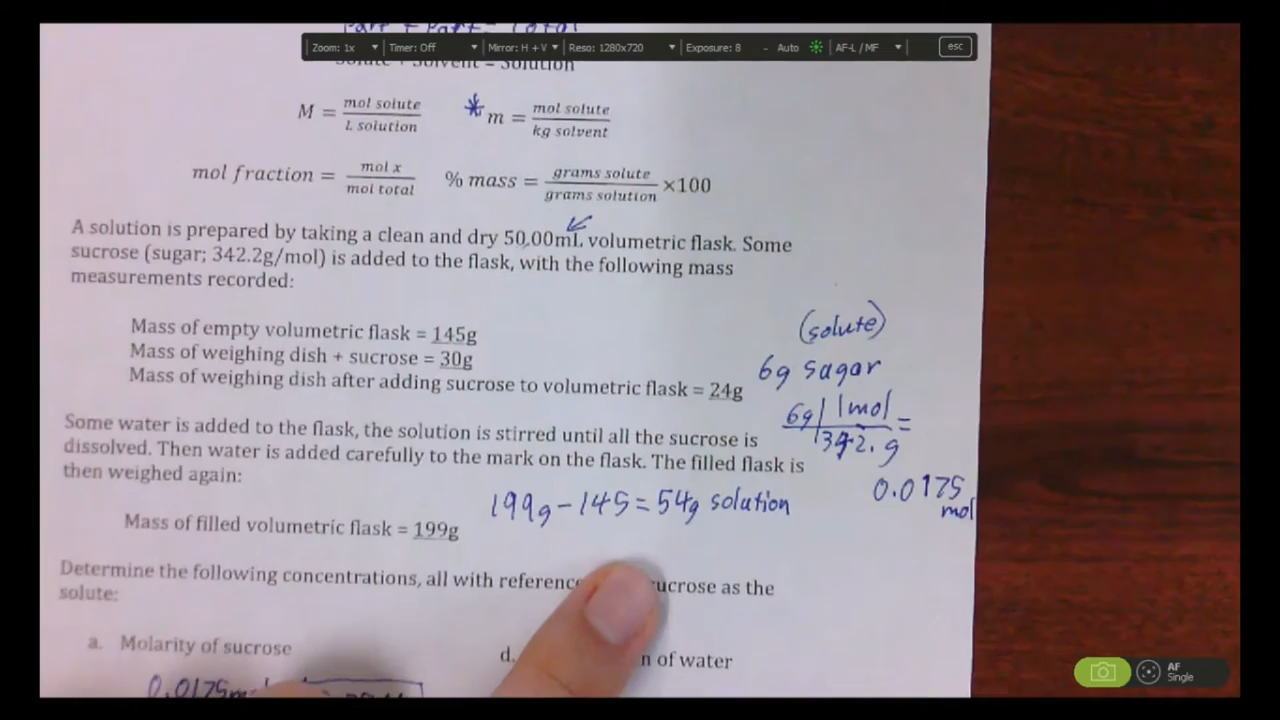 Part + Part = Total
Zoom: 1x Timer: Off Mirror: H + V Reso: 1280x720 Exposure: 8 - Auto AF-L / MF esc
Solute + Solvent = Solution
M = mol solute / L solution * m = mol solute / kg solvent
mol fraction = mol x / mol total % mass = grams solute / grams solution ×100
A solution is prepared by taking a clean and dry 50.00mL volumetric flask. Some
sucrose (sugar; 342.2g/mol) is added to the flask, with the following mass
measurements recorded:
Mass of empty volumetric flask = 145g
Mass of weighing dish + sucrose = 30g
Mass of weighing dish after adding sucrose to volumetric flask = 24g
(solute)
6g sugar
6g | 1mol =
342. g
0.0175
mol
Some water is added to the flask, the solution is stirred until all the sucrose is
dissolved. Then water is added carefully to the mark on the flask. The filled flask is
then weighed again:
199g - 145 = 54g solution
Mass of filled volumetric flask = 199g
Determine the following concentrations, all with reference sucrose as the
solute:
a. Molarity of sucrose
d. n of water
0.0175mol
AF
Single